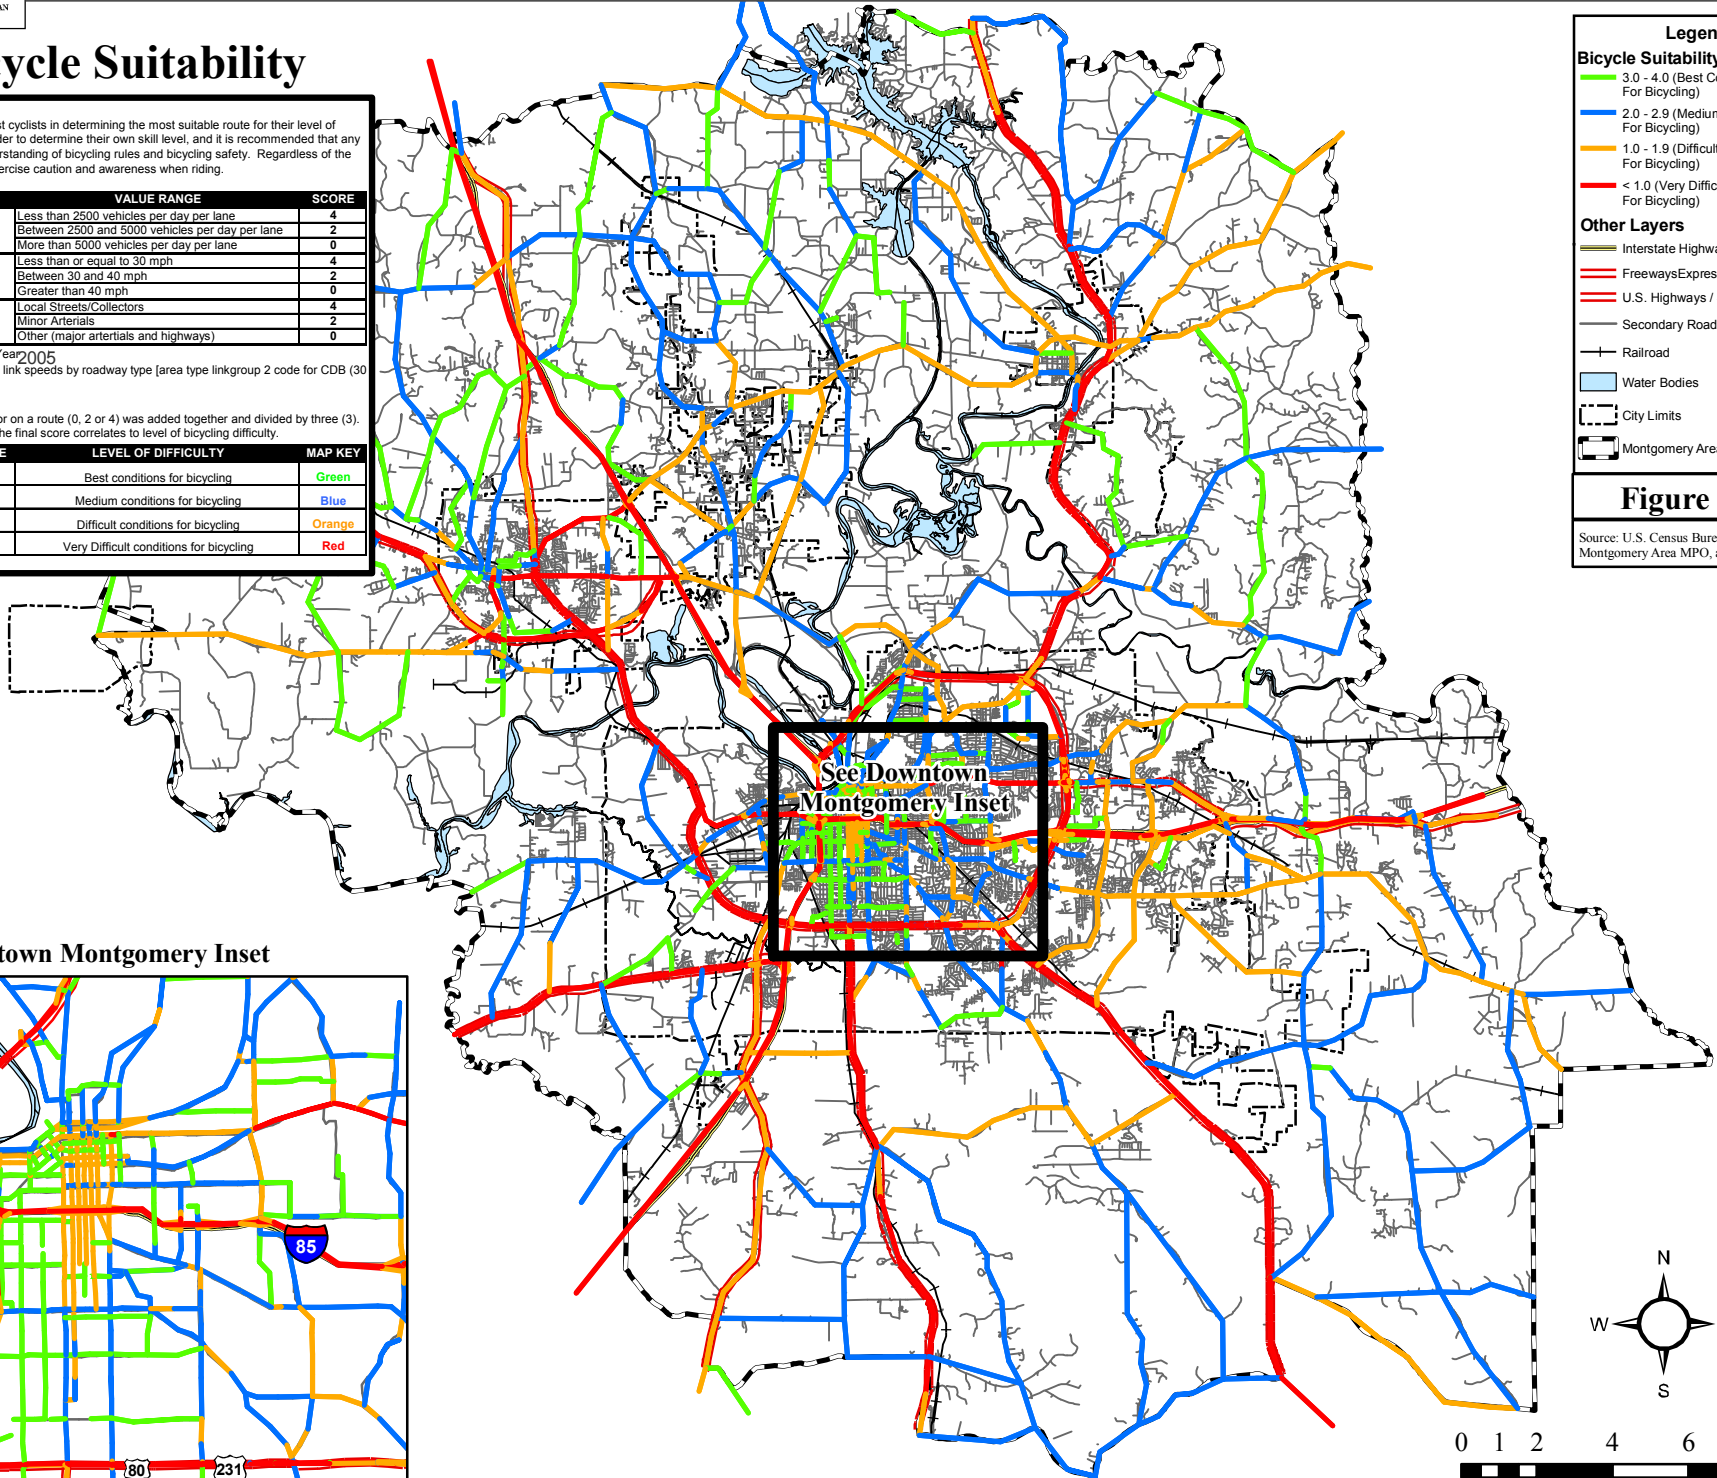 AN
ycle Suitability
st cyclists in determining the most suitable route for their level of
der to determine their own skill level, and it is recommended that any
rstanding of bicycling rules and bicycling safety.  Regardless of the
ercise caution and awareness when riding.
VALUE RANGE SCORE
Less than 2500 vehicles per day per lane 4
Between 2500 and 5000 vehicles per day per lane 2
More than 5000 vehicles per day per lane 0
Less than or equal to 30 mph 4
Between 30 and 40 mph 2
Greater than 40 mph 0
Local Streets/Collectors 4
Minor Arterials 2
Other (major artertials and highways) 0
Year 2005
link speeds by roadway type [area type linkgroup 2 code for CDB (30
or on a route (0, 2 or 4) was added together and divided by three (3).
he final score correlates to level of bicycling difficulty.
E LEVEL OF DIFFICULTY MAP KEY
Best conditions for bicycling Green
Medium conditions for bicycling Blue
Difficult conditions for bicycling Orange
Very Difficult conditions for bicycling Red
See Downtown
Montgomery Inset
town Montgomery Inset
85
80
231
Legen
Bicycle Suitability
3.0 - 4.0 (Best Co
For Bicycling)
2.0 - 2.9 (Medium
For Bicycling)
1.0 - 1.9 (Difficult
For Bicycling)
< 1.0 (Very Diffic
For Bicycling)
Other Layers
Interstate Highwa
FreewaysExpres
U.S. Highways /
Secondary Road
Railroad
Water Bodies
City Limits
Montgomery Area
Figure
Source: U.S. Census Bure
Montgomery Area MPO, a
N
W
S
0 1 2 4 6